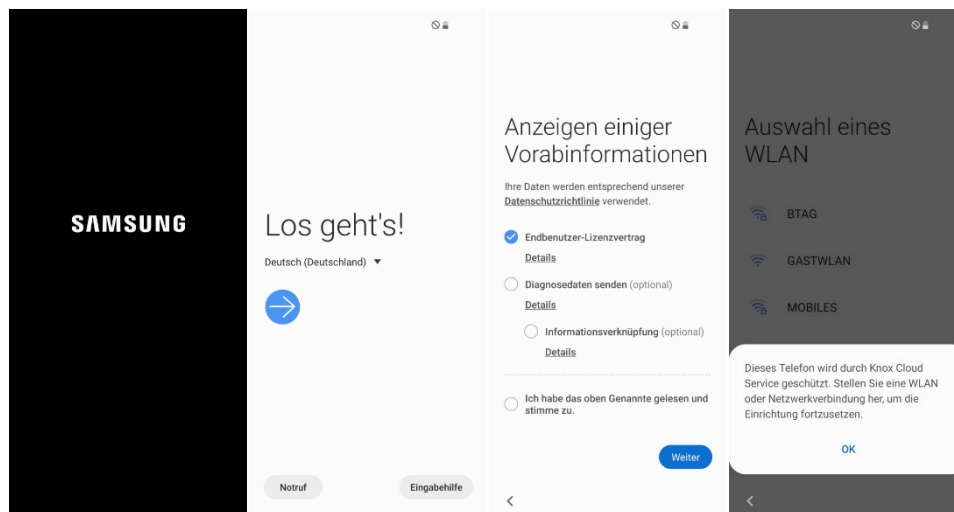 SAMSUNG
Los geht's!
Deutsch (Deutschland)
Notruf
Eingabehilfe
Anzeigen einiger
Vorabinformationen
Ihre Daten werden entsprechend unserer
Datenschutzrichtlinie verwendet.
Endbenutzer-Lizenzvertrag
Details
Diagnosedaten senden (optional)
Details
Informationsverknüpfung (optional)
Details
Ich habe das oben Genannte gelesen und
stimme zu.
Weiter
Auswahl eines
WLAN
BTAG
GASTWLAN
MOBILES
Dieses Telefon wird durch Knox Cloud
Service geschützt. Stellen Sie eine WLAN
oder Netzwerkverbindung her, um die
Einrichtung fortzusetzen.
OK